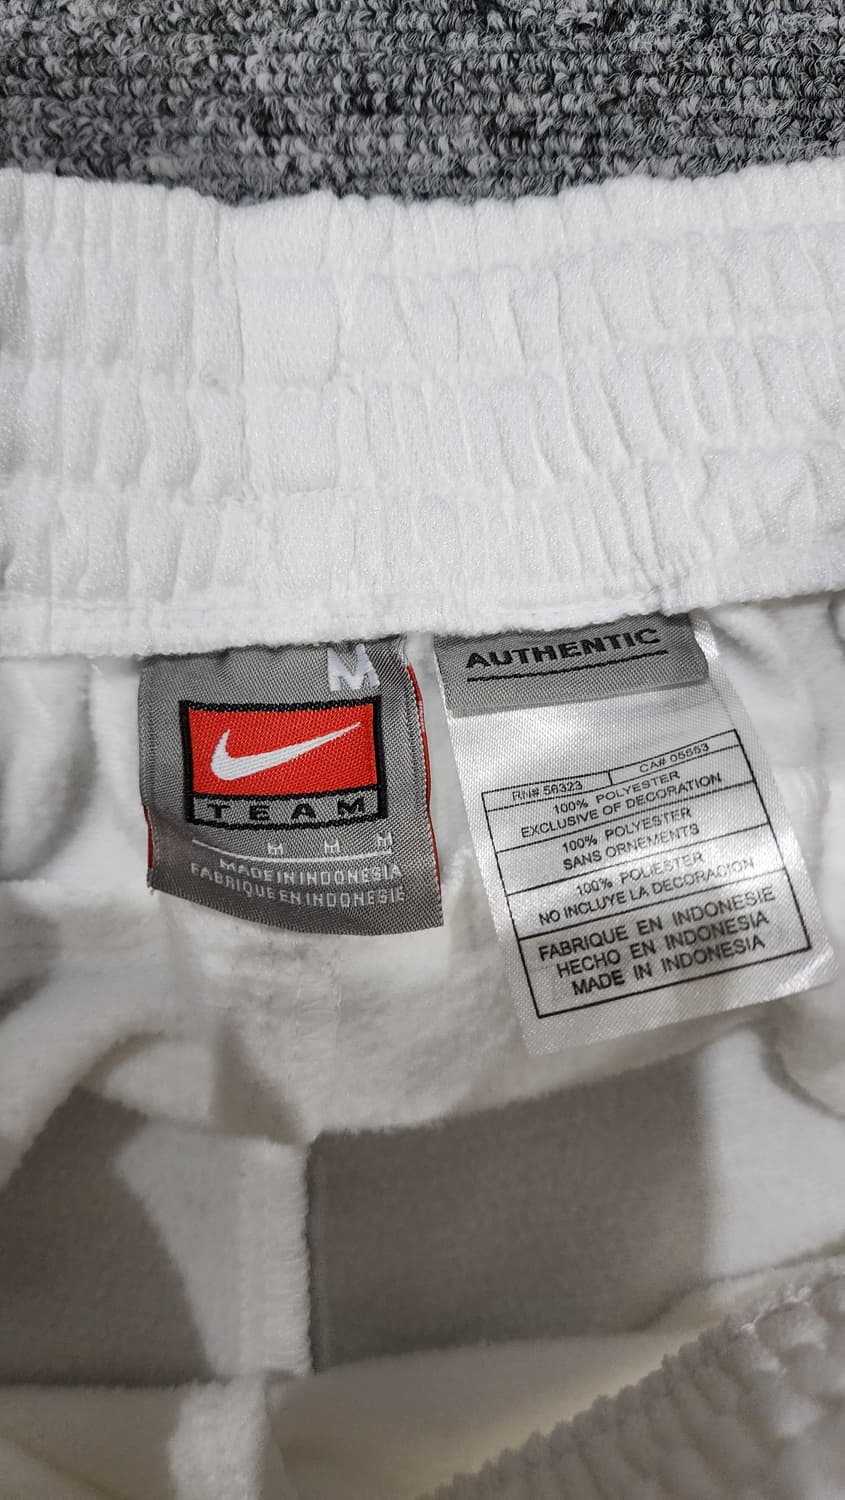 M
TEAM
M M M
MADE IN INDONESIA
FABRIQUE EN INDONESIE
AUTHENTIC
RN# 56323 CA# 05553
100% POLYESTER
EXCLUSIVE OF DECORATION
100% POLYESTER
SANS ORNEMENTS
100% POLIESTER
NO INCLUYE LA DECORACION
FABRIQUE EN INDONESIE
HECHO EN INDONESIA
MADE IN INDONESIA